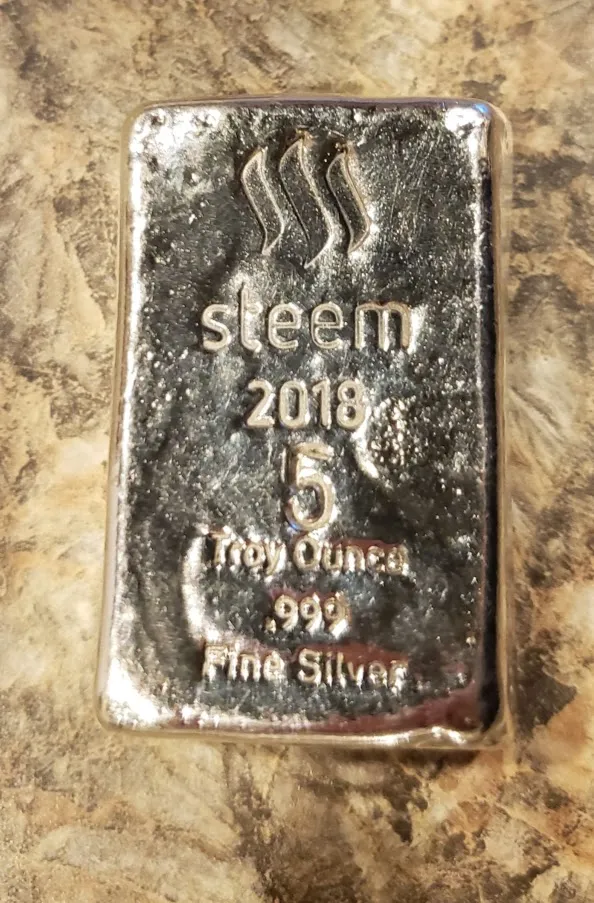 steem
2018
5
Troy Ounce
.999
Fine Silver